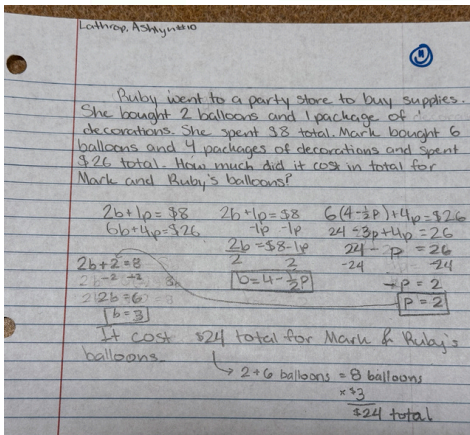 Lathrop, Ashlynn
Ruby went to a party store to buy supplies.
She bought 2 balloons and 1 package of
decorations. She spent $8 total. Mark bought 6
balloons and 4 packages of decorations and spent
$26 total. How much did it cost in total for
Mark and Ruby's balloons?
2b+1p=$8
6b+4p=$26
2b+2=8
-2 -2
2b=6
b=3
2b+1p=$8
-1p -1p
2b=$8-1p
2 2
b=4-½p
6(4-½p)+4p=$26
24-3p+4p=26
24-p=26
-24 -24
p=2
p=2
It cost $24 total for Mark & Ruby's
balloons.
2+6 balloons = 8 balloons
x $3
$24 total